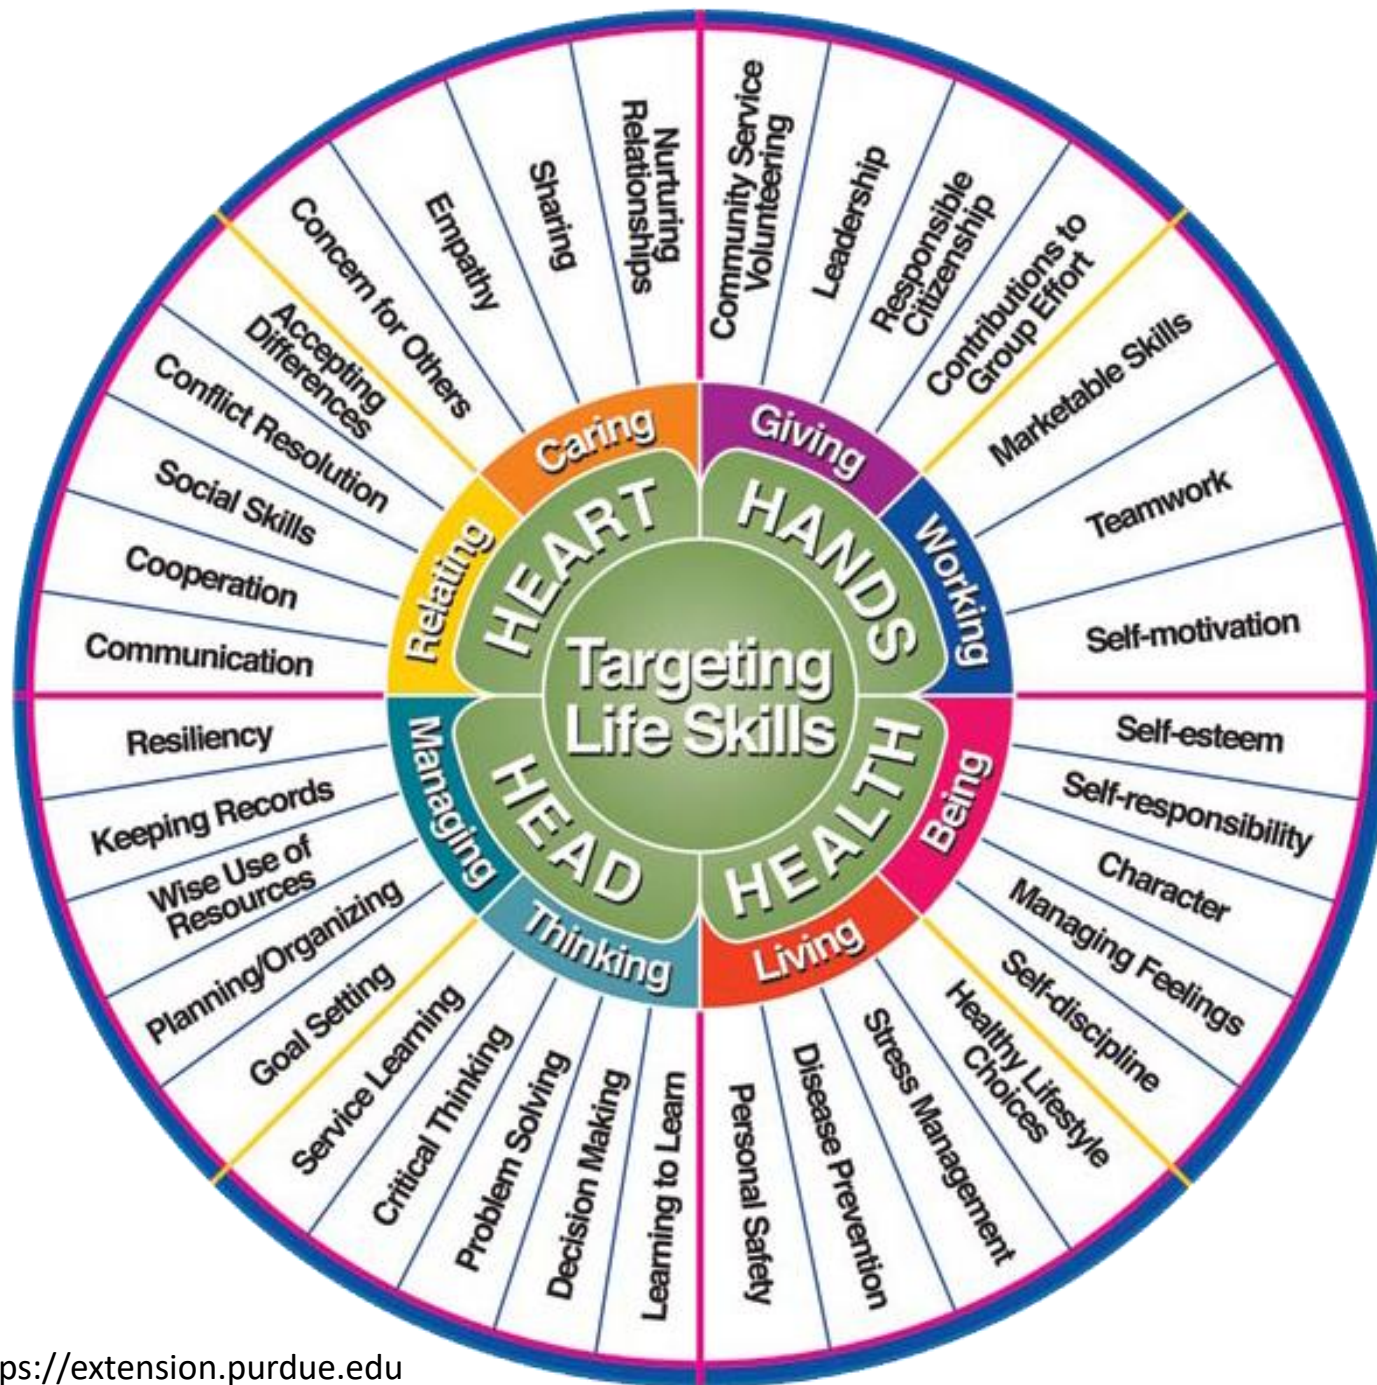 Targeting
Life Skills
HEART
Caring
Concern for Others
Empathy
Sharing
Nurturing
Relationships
Relating
Accepting
Differences
Conflict Resolution
Social Skills
Cooperation
Communication
HANDS
Giving
Community Service
Volunteering
Leadership
Responsible
Citizenship
Contributions to
Group Effort
Working
Marketable Skills
Teamwork
Self-motivation
HEALTH
Being
Self-esteem
Self-responsibility
Character
Managing Feelings
Self-discipline
Living
Healthy Lifestyle
Choices
Stress Management
Disease Prevention
Personal Safety
HEAD
Thinking
Learning to Learn
Decision Making
Problem Solving
Critical Thinking
Service Learning
Managing
Goal Setting
Planning/Organizing
Wise Use of
Resources
Keeping Records
Resiliency
ps://extension.purdue.edu